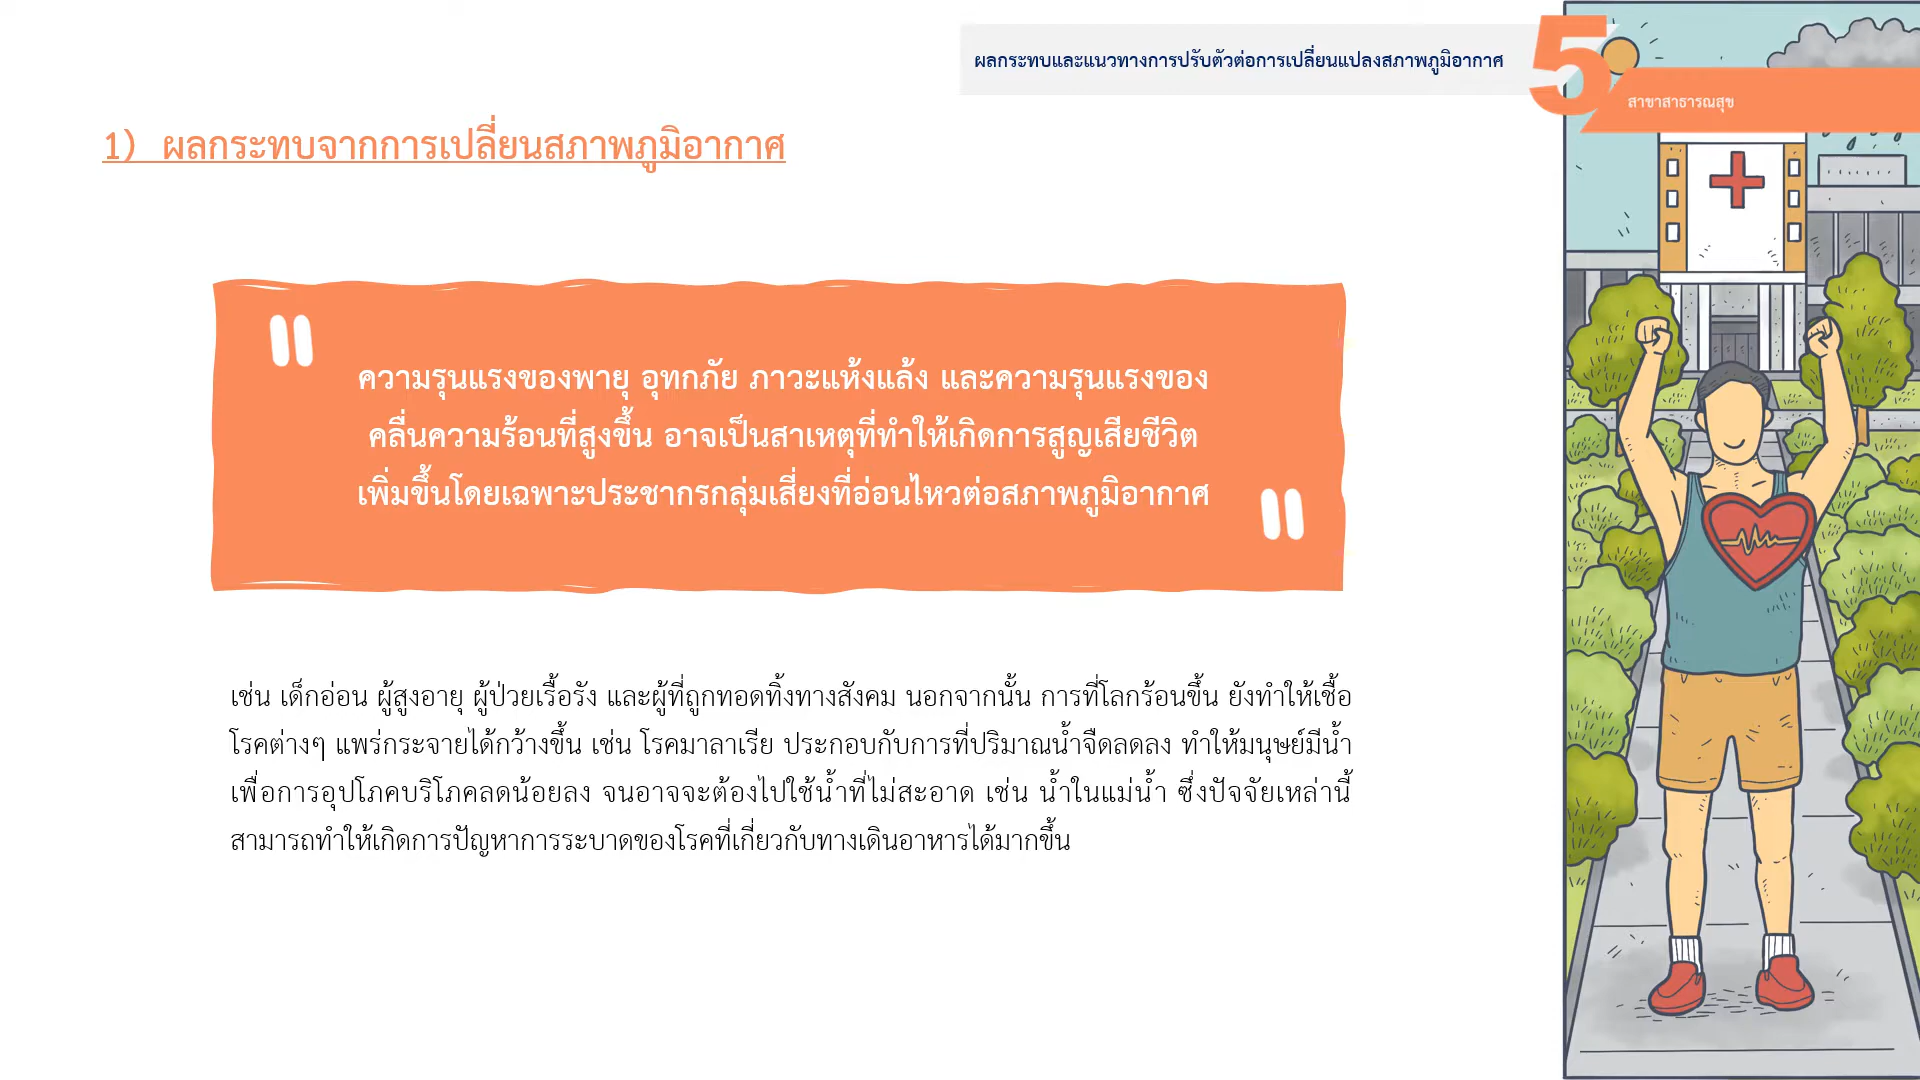 ผลกระทบและแนวทางการปรับตัวต่อการเปลี่ยนแปลงสภาพภูมิอากาศ
5
สาขาสาธารณสุข
1) ผลกระทบจากการเปลี่ยนสภาพภูมิอากาศ
ความรุนแรงของพายุ อุทกภัย ภาวะแห้งแล้ง และความรุนแรงของ
คลื่นความร้อนที่สูงขึ้น อาจเป็นสาเหตุที่ทำให้เกิดการสูญเสียชีวิต
เพิ่มขึ้นโดยเฉพาะประชากรกลุ่มเสี่ยงที่อ่อนไหวต่อสภาพภูมิอากาศ
เช่น เด็กอ่อน ผู้สูงอายุ ผู้ป่วยเรื้อรัง และผู้ที่ถูกทอดทิ้งทางสังคม นอกจากนั้น การที่โลกร้อนขึ้น ยังทำให้เชื้อ
โรคต่างๆ แพร่กระจายได้กว้างขึ้น เช่น โรคมาลาเรีย ประกอบกับการที่ปริมาณน้ำจืดลดลง ทำให้มนุษย์มีน้ำ
เพื่อการอุปโภคบริโภคลดน้อยลง จนอาจจะต้องไปใช้น้ำที่ไม่สะอาด เช่น น้ำในแม่น้ำ ซึ่งปัจจัยเหล่านี้
สามารถทำให้เกิดการปัญหาการระบาดของโรคที่เกี่ยวกับทางเดินอาหารได้มากขึ้น